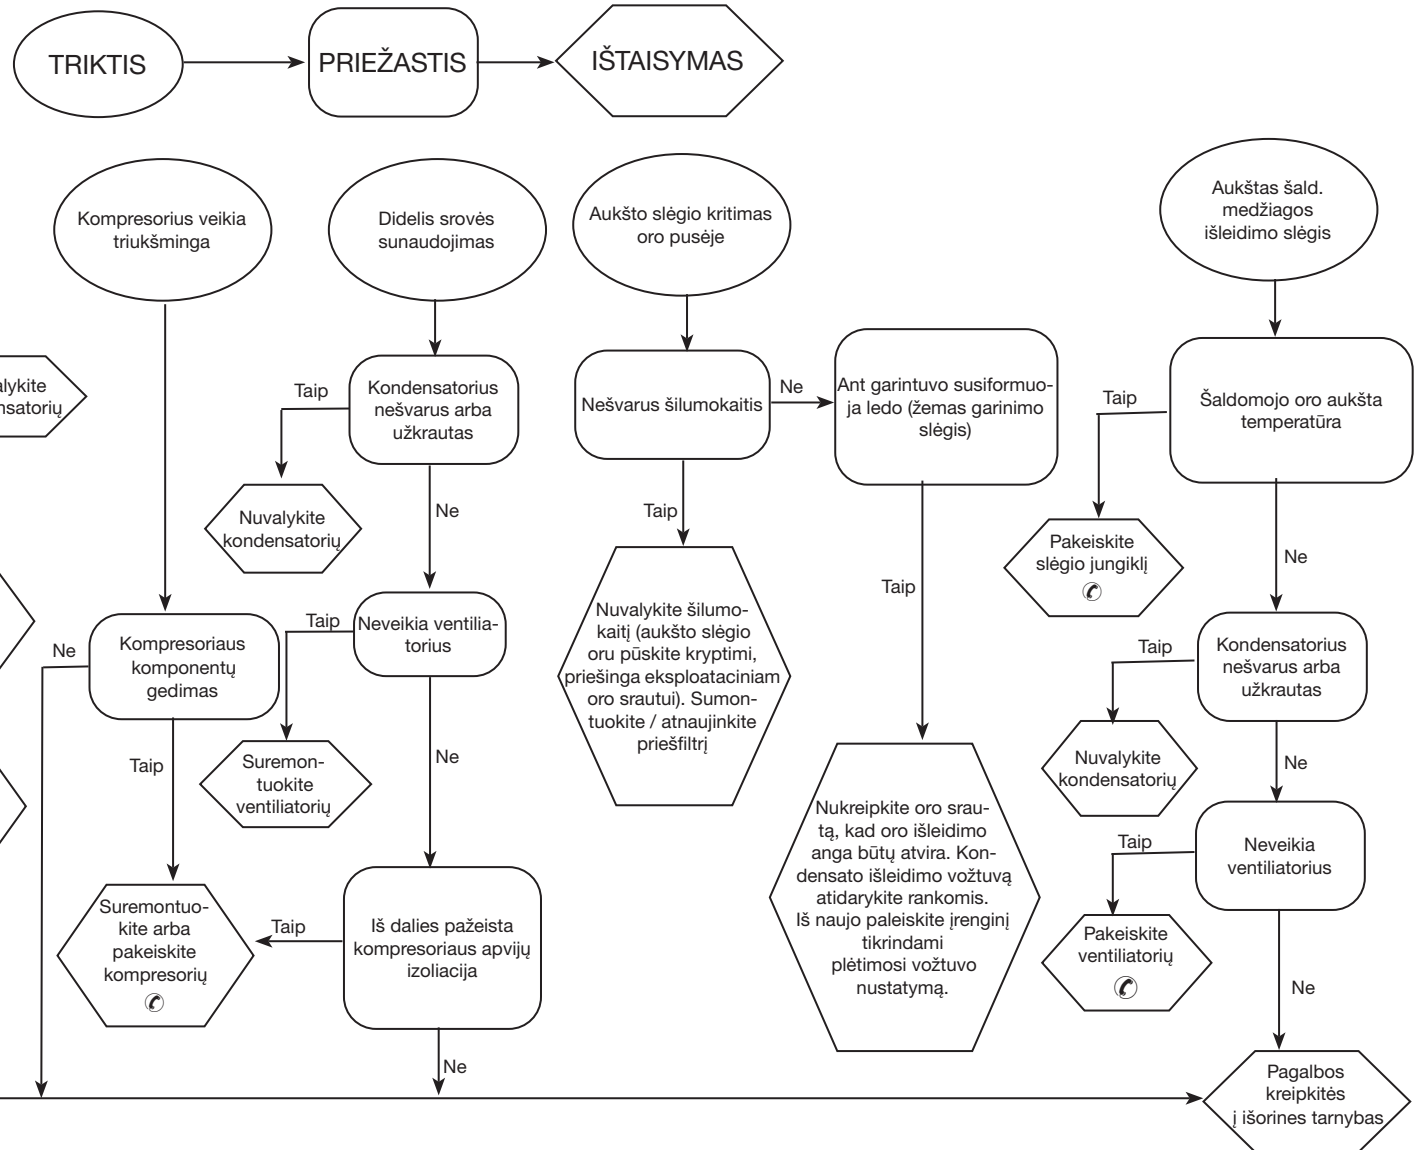 TRIKTIS
PRIEŽASTIS
IŠTAISYMAS
Kompresorius veikia
triukšminga
Didelis srovės
sunaudojimas
Aukšto slėgio kritimas
oro pusėje
Aukštas šald.
medžiagos
išleidimo slėgis
alykite
nsatorių
Taip
Kondensatorius
nešvarus arba
užkrautas
Nešvarus šilumokaitis
Ne
Ant garintuvo susiformuo-
ja ledo (žemas garinimo
slėgis)
Taip
Šaldomojo oro aukšta
temperatūra
Nuvalykite
kondensatorių
Ne
Taip
Pakeiskite
slėgio jungiklį
Ne
Taip
Nuvalykite šilumo-
kaitį (aukšto slėgio
oru pūskite kryptimi,
priešinga eksploataciniam
oro srautui). Sumon-
tuokite / atnaujinkite
priešfiltrį
Taip
Neveikia ventilia-
torius
Ne
Kompresoriaus
komponentų
gedimas
Taip
Kondensatorius
nešvarus arba
užkrautas
Taip
Suremon-
tuokite
ventiliatorių
Ne
Nuvalykite
kondensatorių
Ne
Nukreipkite oro srau-
tą, kad oro išleidimo
anga būtų atvira. Kon-
densato išleidimo vožtuvą
atidarykite rankomis.
Iš naujo paleiskite įrenginį
tikrindami
plėtimosi vožtuvo
nustatymą.
Taip
Neveikia
ventiliatorius
Suremontuo-
kite arba
pakeiskite
kompresorių
Taip
Iš dalies pažeista
kompresoriaus apvijų
izoliacija
Pakeiskite
ventiliatorių
Ne
Ne
Pagalbos
kreipkitės
į išorines tarnybas